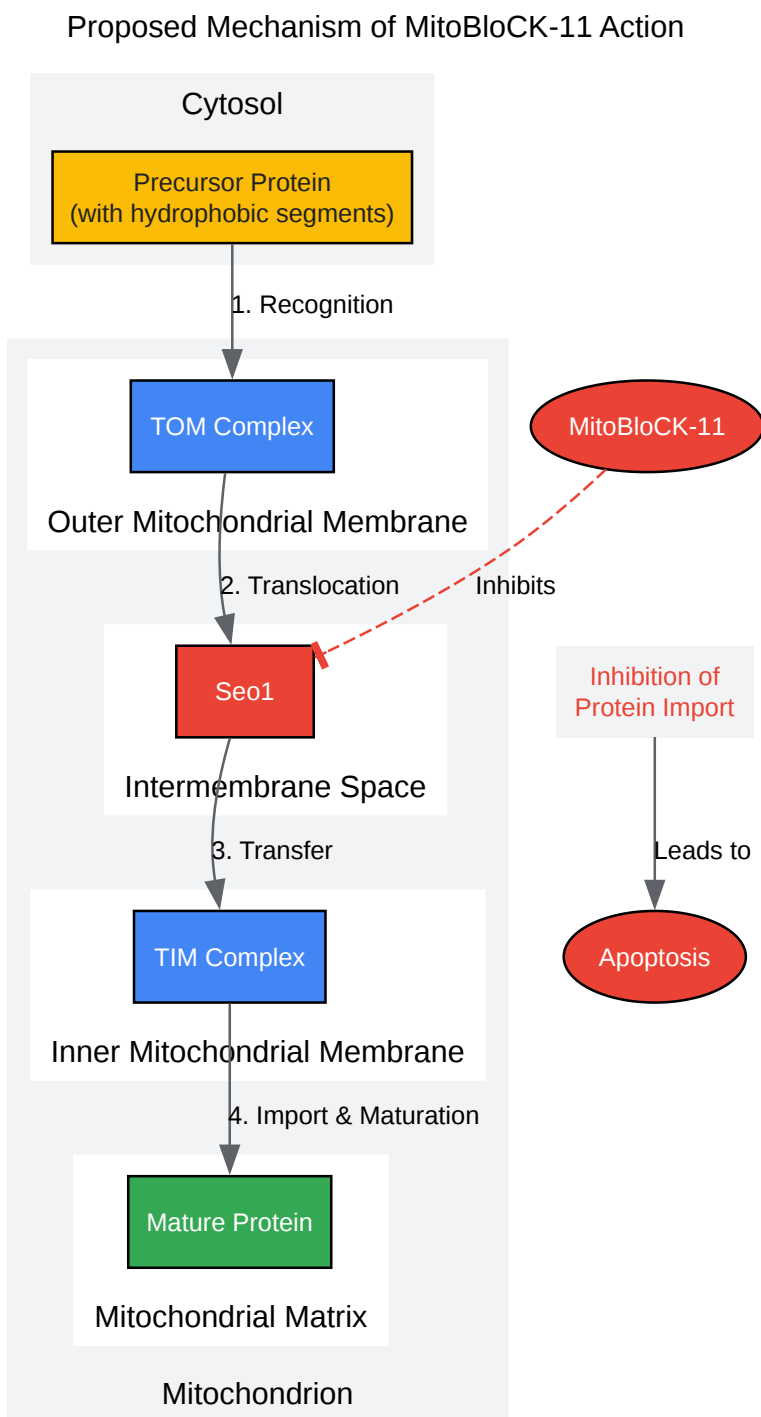 Proposed Mechanism of MitoBloCK-11 Action
Cytosol
Precursor Protein
(with hydrophobic segments)
1. Recognition
TOM Complex
MitoBloCK-11
Outer Mitochondrial Membrane
2. Translocation
Inhibits
Seo1
Inhibition of
Protein Import
Intermembrane Space
3. Transfer
Leads to
TIM Complex
Apoptosis
Inner Mitochondrial Membrane
4. Import & Maturation
Mature Protein
Mitochondrial Matrix
Mitochondrion